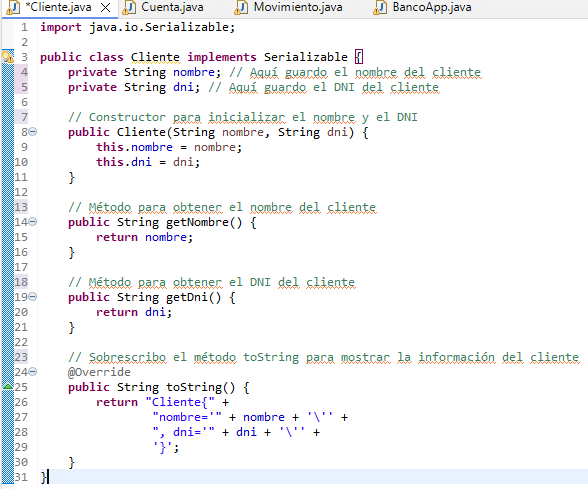 *Cliente.java Cuenta.java Movimiento.java BancoApp.java
1 import java.io.Serializable;
2
3 public class Cliente implements Serializable {
4     private String nombre; // Aquí guardo el nombre del cliente
5     private String dni; // Aquí guardo el DNI del cliente
6
7     // Constructor para inicializar el nombre y el DNI
8     public Cliente(String nombre, String dni) {
9         this.nombre = nombre;
10         this.dni = dni;
11     }
12
13     // Método para obtener el nombre del cliente
14     public String getNombre() {
15         return nombre;
16     }
17
18     // Método para obtener el DNI del cliente
19     public String getDni() {
20         return dni;
21     }
22
23     // Sobrescribo el método toString para mostrar la información del cliente
24     @Override
25     public String toString() {
26         return "Cliente{" +
27                 "nombre='" + nombre + '\'' +
28                 ", dni='" + dni + '\'' +
29                 '}';
30     }
31 }